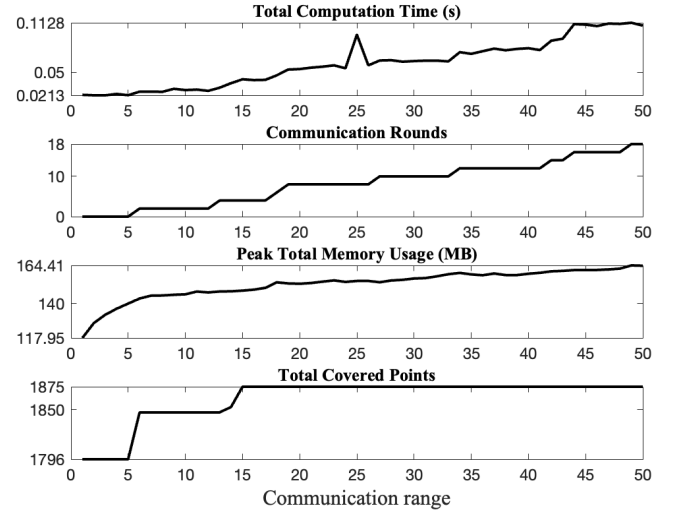 Total Computation Time (s)
0.1128
0.05
0.0213
0 5 10 15 20 25 30 35 40 45 50
Communication Rounds
18
10
0
0 5 10 15 20 25 30 35 40 45 50
Peak Total Memory Usage (MB)
164.41
140
117.95
0 5 10 15 20 25 30 35 40 45 50
Total Covered Points
1875
1850
1796
0 5 10 15 20 25 30 35 40 45 50
Communication range